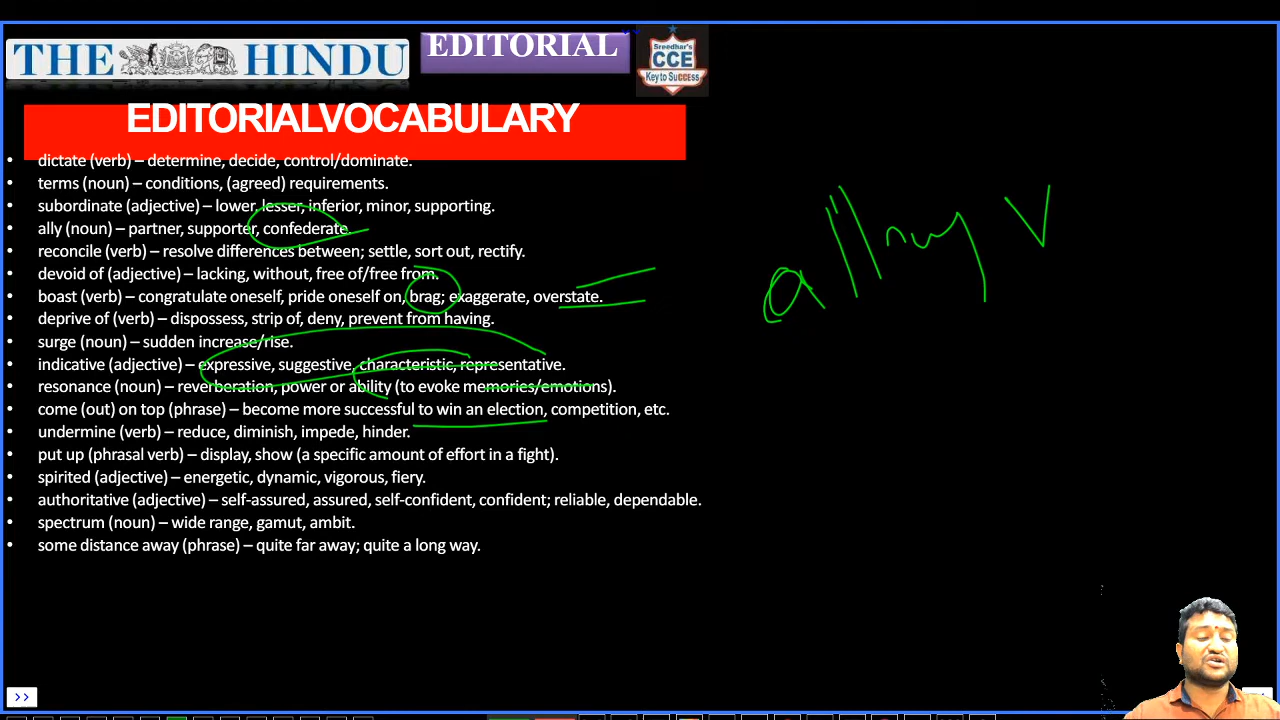 THE HINDU
EDITORIAL
Sreedhar's
CCE
Key to Success
EDITORIALVOCABULARY
• dictate (verb) – determine, decide, control/dominate.
• terms (noun) – conditions, (agreed) requirements.
• subordinate (adjective) – lower, lesser, inferior, minor, supporting.
• ally (noun) – partner, supporter, confederate.
• reconcile (verb) – resolve differences between; settle, sort out, rectify.
• devoid of (adjective) – lacking, without, free of/free from.
• boast (verb) – congratulate oneself, pride oneself on, brag; exaggerate, overstate.
• deprive of (verb) – dispossess, strip of, deny, prevent from having.
• surge (noun) – sudden increase/rise.
• indicative (adjective) – expressive, suggestive, characteristic, representative.
• resonance (noun) – reverberation, power or ability (to evoke memories/emotions).
• come (out) on top (phrase) – become more successful to win an election, competition, etc.
• undermine (verb) – reduce, diminish, impede, hinder.
• put up (phrasal verb) – display, show (a specific amount of effort in a fight).
• spirited (adjective) – energetic, dynamic, vigorous, fiery.
• authoritative (adjective) – self-assured, assured, self-confident, confident; reliable, dependable.
• spectrum (noun) – wide range, gamut, ambit.
• some distance away (phrase) – quite far away; quite a long way.
>>